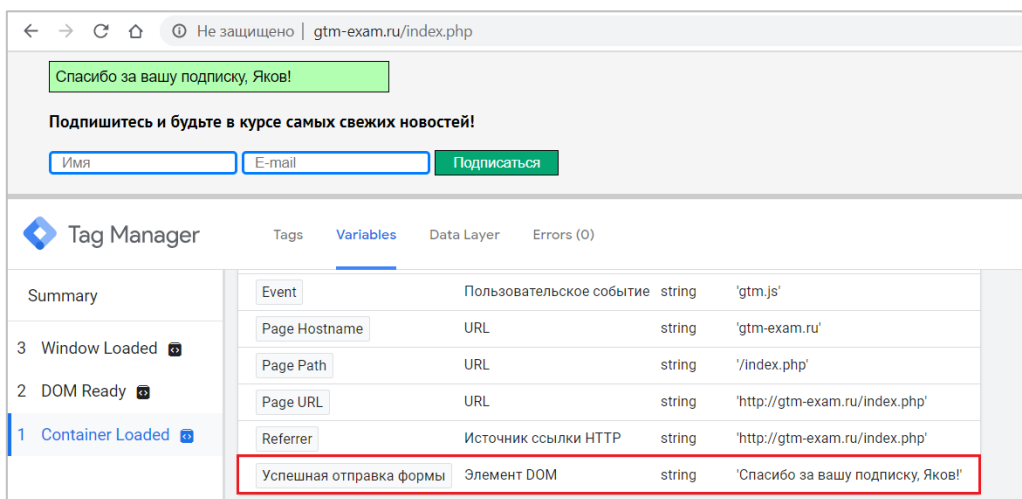 Не защищено | gtm-exam.ru/index.php
Спасибо за вашу подписку, Яков!
Подпишитесь и будьте в курсе самых свежих новостей!
Имя E-mail Подписаться
Tag Manager Tags Variables Data Layer Errors (0)
Summary
3 Window Loaded
2 DOM Ready
1 Container Loaded
Event Пользовательское событие string 'gtm.js'
Page Hostname URL string 'gtm-exam.ru'
Page Path URL string '/index.php'
Page URL URL string 'http://gtm-exam.ru/index.php'
Referrer Источник ссылки HTTP string 'http://gtm-exam.ru/index.php'
Успешная отправка формы Элемент DOM string 'Спасибо за вашу подписку, Яков!'